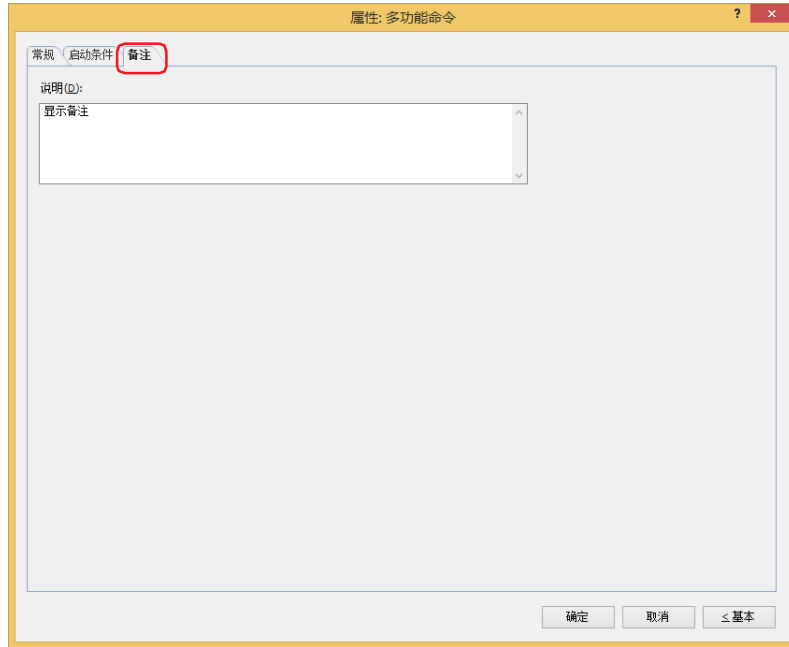 属性: 多功能命令
? ×
常规 启动条件 备注
说明(D):
显示备注
确定 取消 <基本